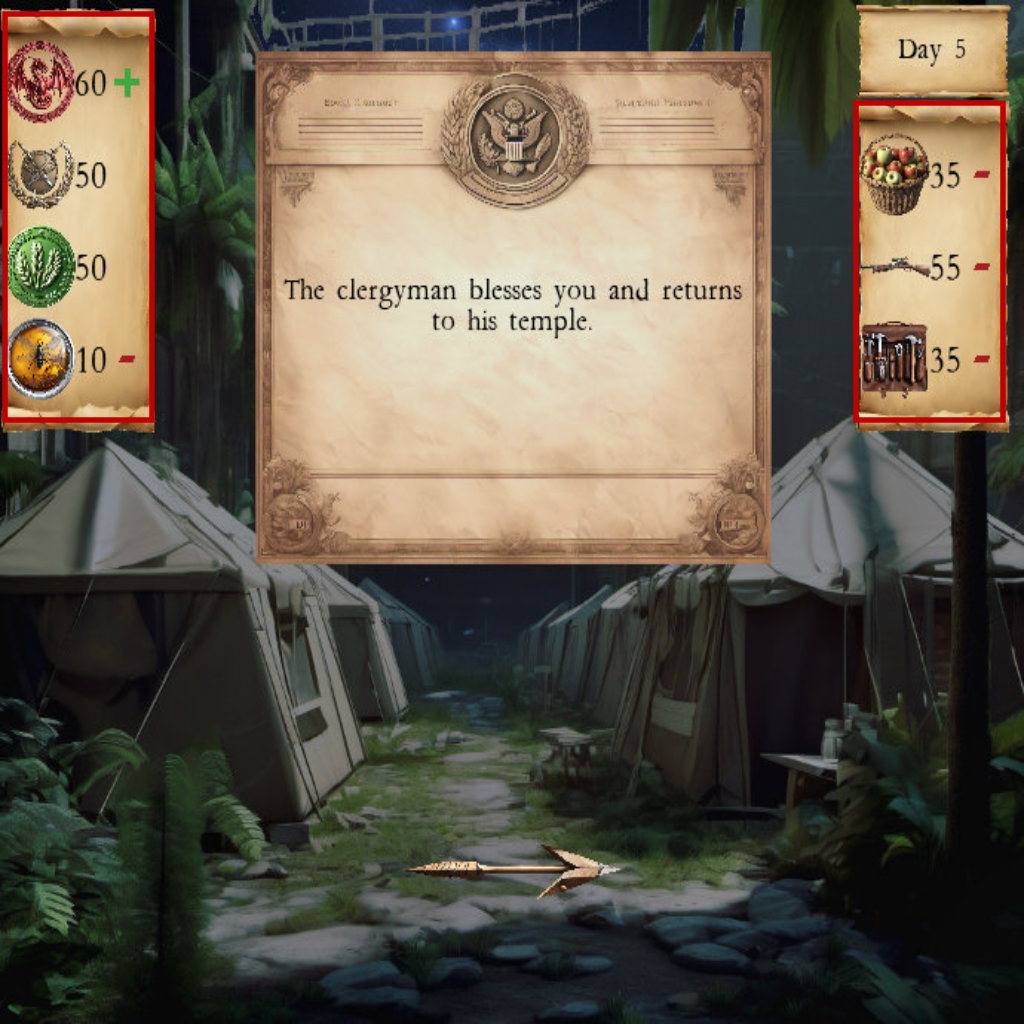 60 +
50
50
10 -
The clergyman blesses you and returns
to his temple.
Day 5
35 -
55 -
35 -